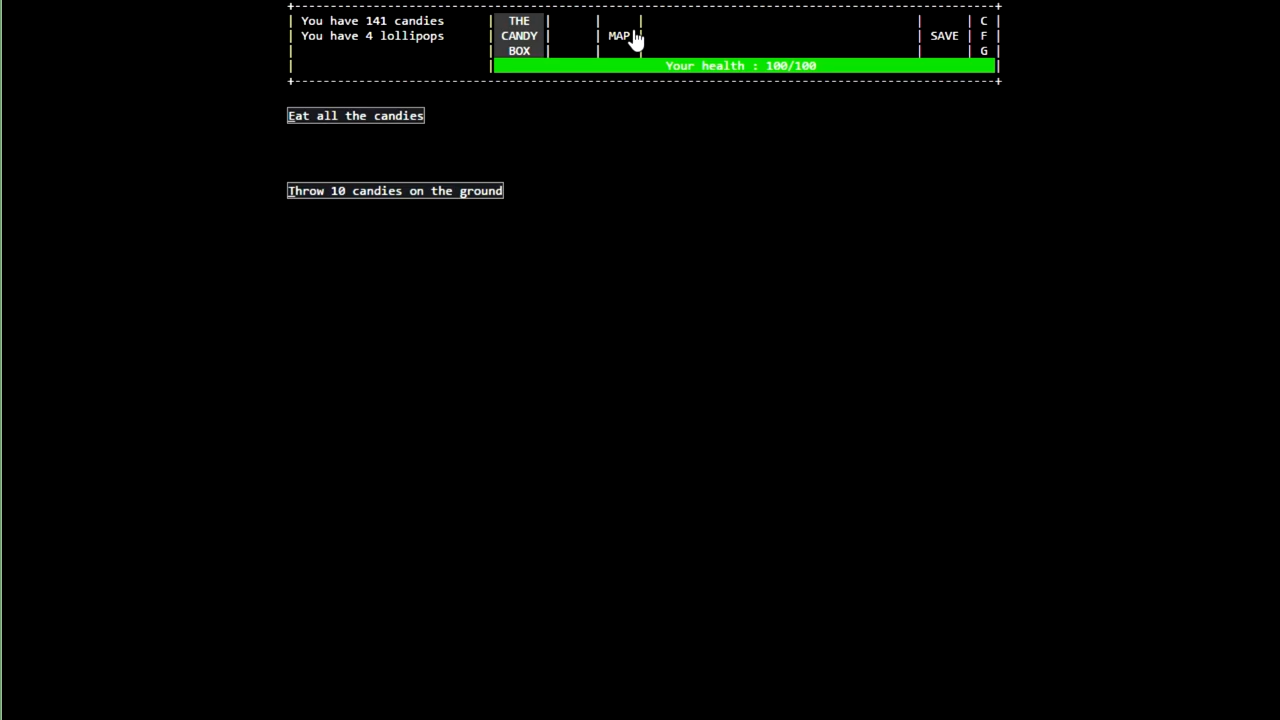 You have 141 candies THE C
You have 4 lollipops CANDY MAP SAVE F
BOX G
Your health : 100/100
Eat all the candies
Throw 10 candies on the ground